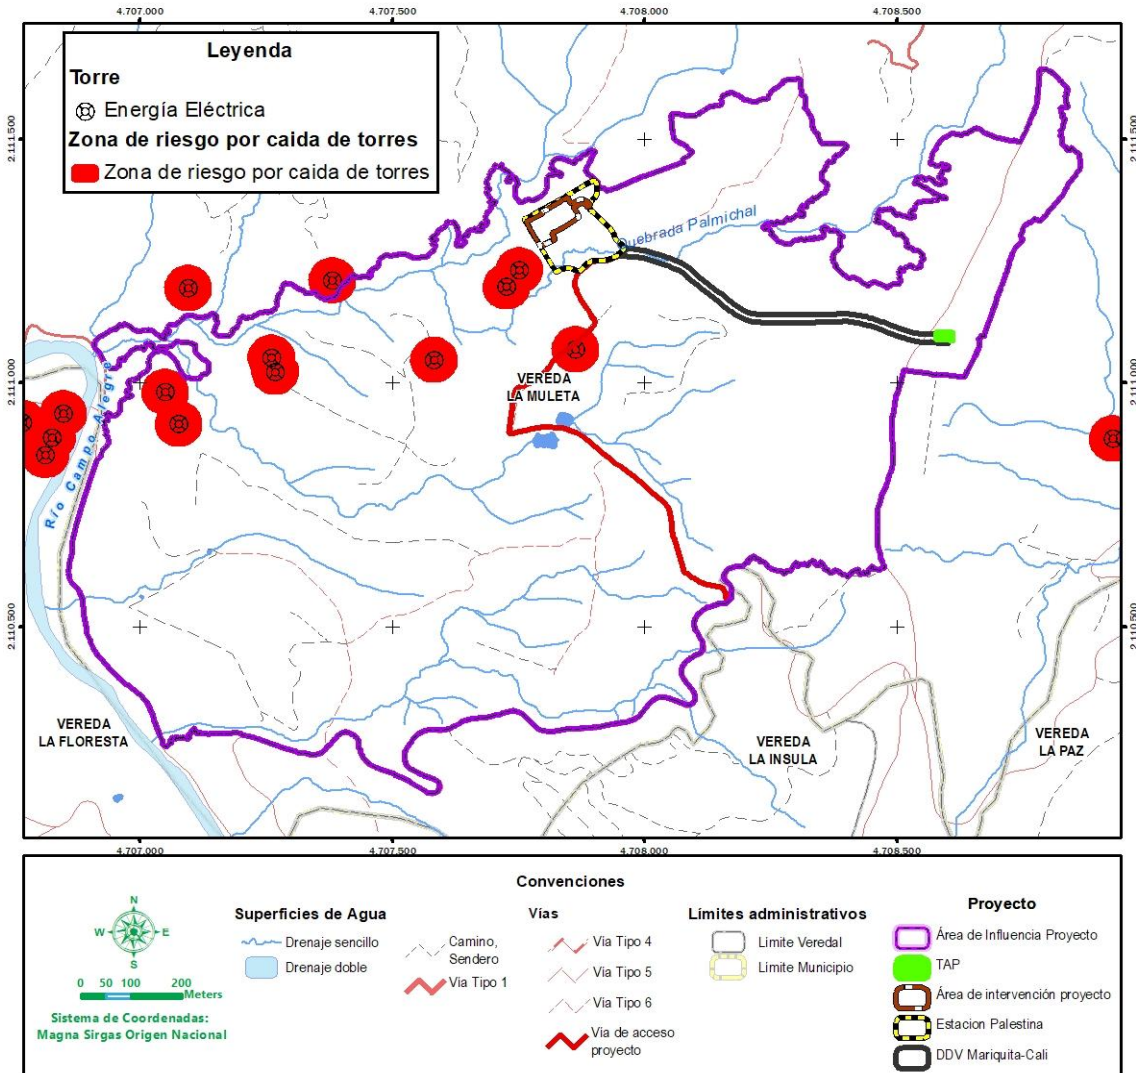 4.707.000 4.707.500 4.708.000 4.708.500
Leyenda
Torre
Energía Eléctrica
Zona de riesgo por caida de torres
Zona de riesgo por caida de torres
2.111.500 2.111.500
Quebrada Palmichal
2.111.000 2.111.000
VEREDA
LA MULETA
Río Campo Alegre
2.110.500 2.110.500
VEREDA
LA FLORESTA
VEREDA
LA INSULA
VEREDA
LA PAZ
4.707.000 4.707.500 4.708.000 4.708.500
Convenciones
N
W E
S
0 50 100 200
Meters
Sistema de Coordenadas:
Magna Sirgas Origen Nacional
Superficies de Agua
Drenaje sencillo
Drenaje doble
Camino,
Sendero
Vía Tipo 1
Vías
Vía Tipo 4
Vía Tipo 5
Vía Tipo 6
Vía de acceso
proyecto
Límites administrativos
Limite Veredal
Limite Municipio
Proyecto
Área de Influencia Proyecto
TAP
Área de intervención proyecto
Estacion Palestina
DDV Mariquita-Cali